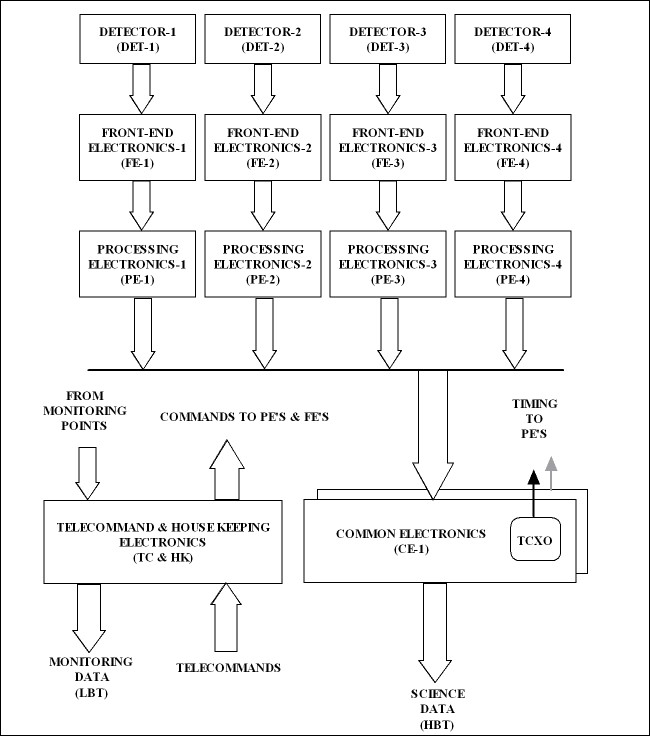 DETECTOR-1
(DET-1)
DETECTOR-2
(DET-2)
DETECTOR-3
(DET-3)
DETECTOR-4
(DET-4)
FRONT-END
ELECTRONICS-1
(FE-1)
FRONT-END
ELECTRONICS-2
(FE-2)
FRONT-END
ELECTRONICS-3
(FE-3)
FRONT-END
ELECTRONICS-4
(FE-4)
PROCESSING
ELECTRONICS-1
(PE-1)
PROCESSING
ELECTRONICS-2
(PE-2)
PROCESSING
ELECTRONICS-3
(PE-3)
PROCESSING
ELECTRONICS-4
(PE-4)
FROM
MONITORING
POINTS
COMMANDS TO PE'S & FE'S
TIMING
TO
PE'S
TELECOMMAND & HOUSE KEEPING
ELECTRONICS
(TC & HK)
COMMON ELECTRONICS
(CE-1)
TCXO
MONITORING
DATA
(LBT)
TELECOMMANDS
SCIENCE
DATA
(HBT)